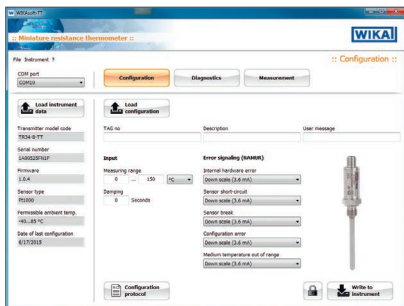 WIKAsoft-TT
:: Miniature resistance thermometer ::
WIKA
File Instrument ?
:: Configuration ::
COM port
COM10
Configuration
Diagnostics
Measurement
Load instrument data
Load configuration
Transmitter model code
TR34-B-TT
TAG no
Description
User message
Serial number
1A00525FN1P
Firmware
1.0.4
Input
Error signaling (NAMUR)
Measuring range
0 ... 150 °C
Internal hardware error
Down scale (3.6 mA)
Sensor type
Pt1000
Damping
0 Seconds
Sensor short-circuit
Down scale (3.6 mA)
Permissible ambient temp.
-40...85 °C
Sensor break
Down scale (3.6 mA)
Date of last configuration
4/17/2015
Configuration error
Down scale (3.6 mA)
Medium temperature out of range
Down scale (3.6 mA)
Configuration protocol
Write to instrument